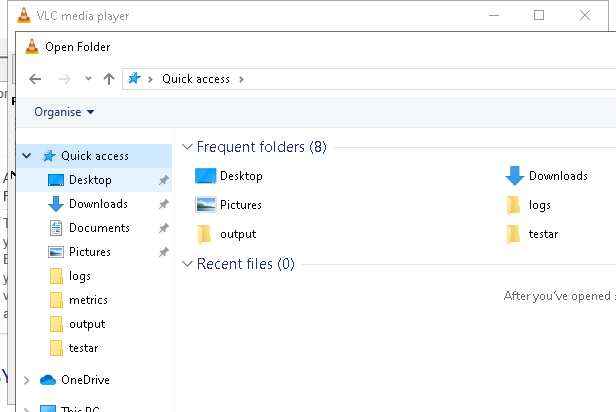 VLC media player
Open Folder
Quick access
Organise
Quick access
Desktop
Downloads
Documents
Pictures
logs
metrics
output
testar
OneDrive
This PC
Frequent folders (8)
Desktop
Downloads
Pictures
logs
output
testar
Recent files (0)
After you've opened